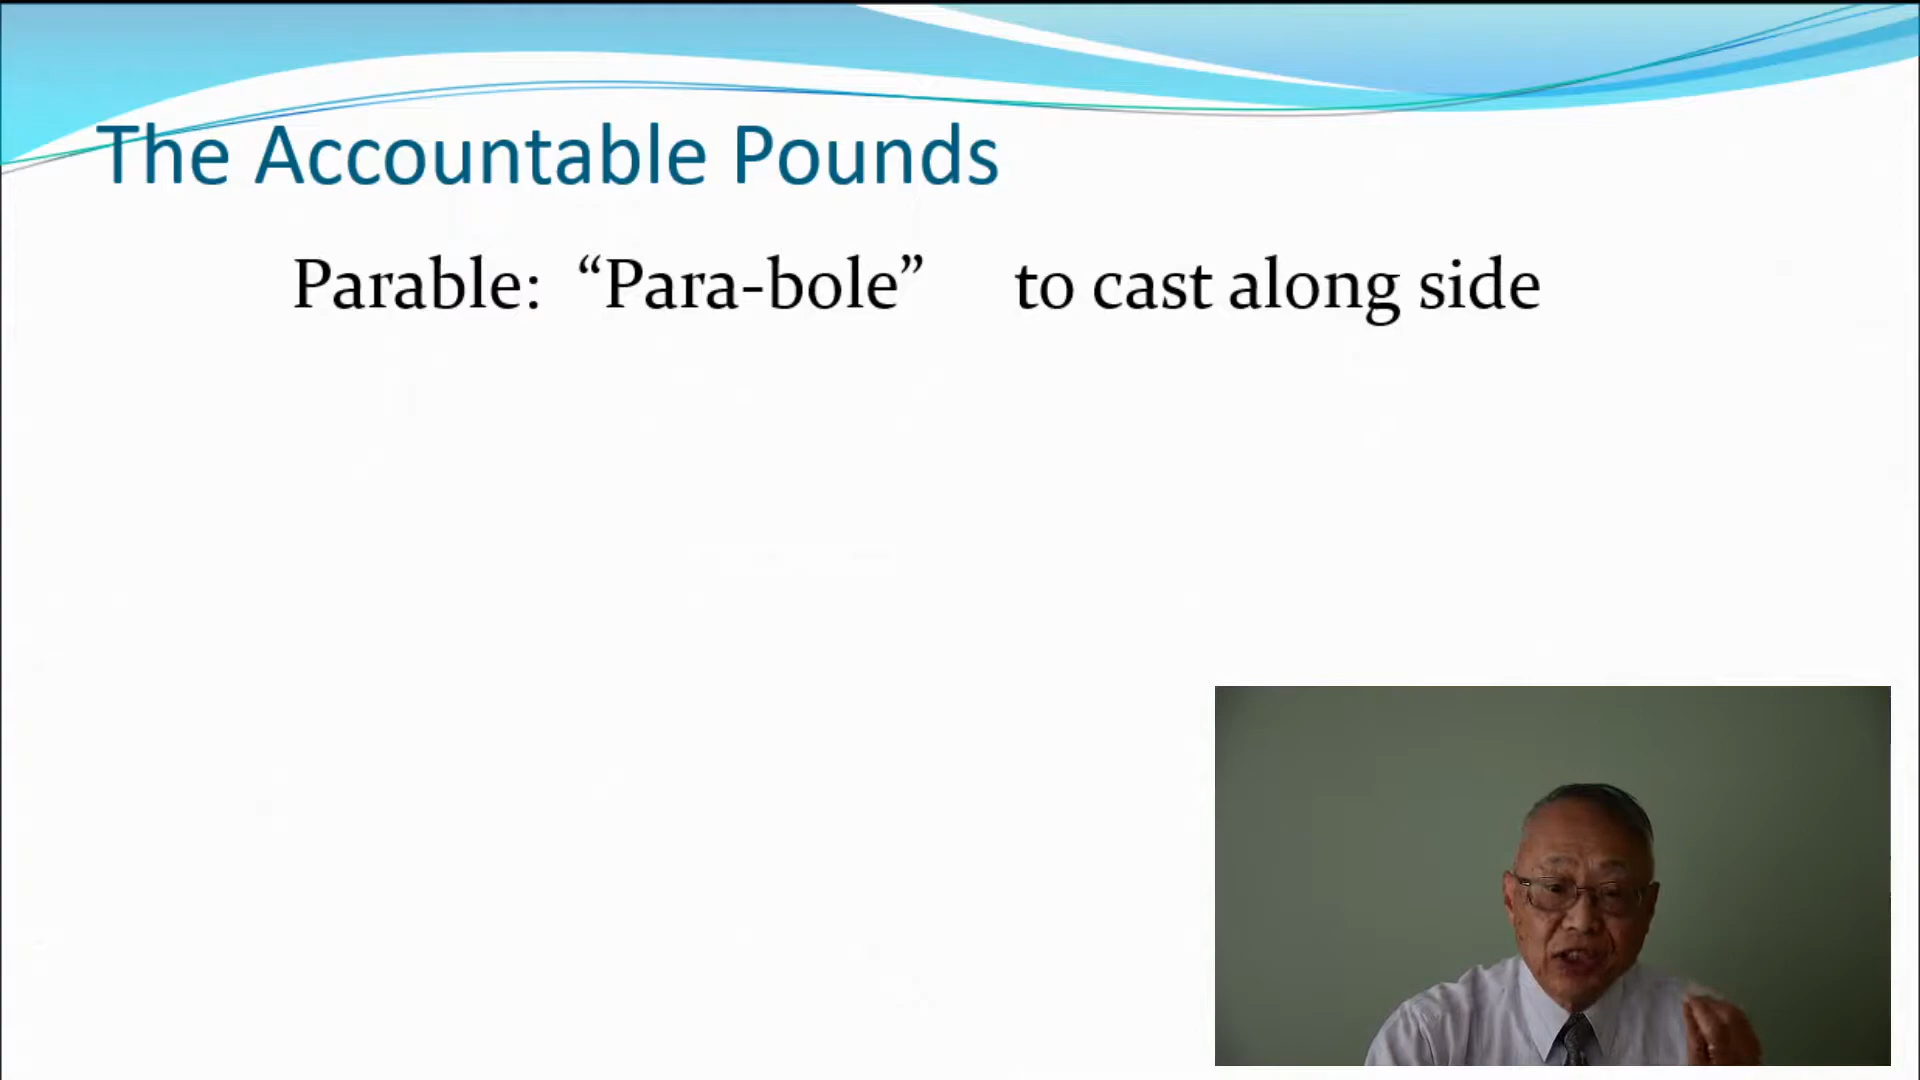 The Accountable Pounds
Parable: “Para-bole” to cast along side